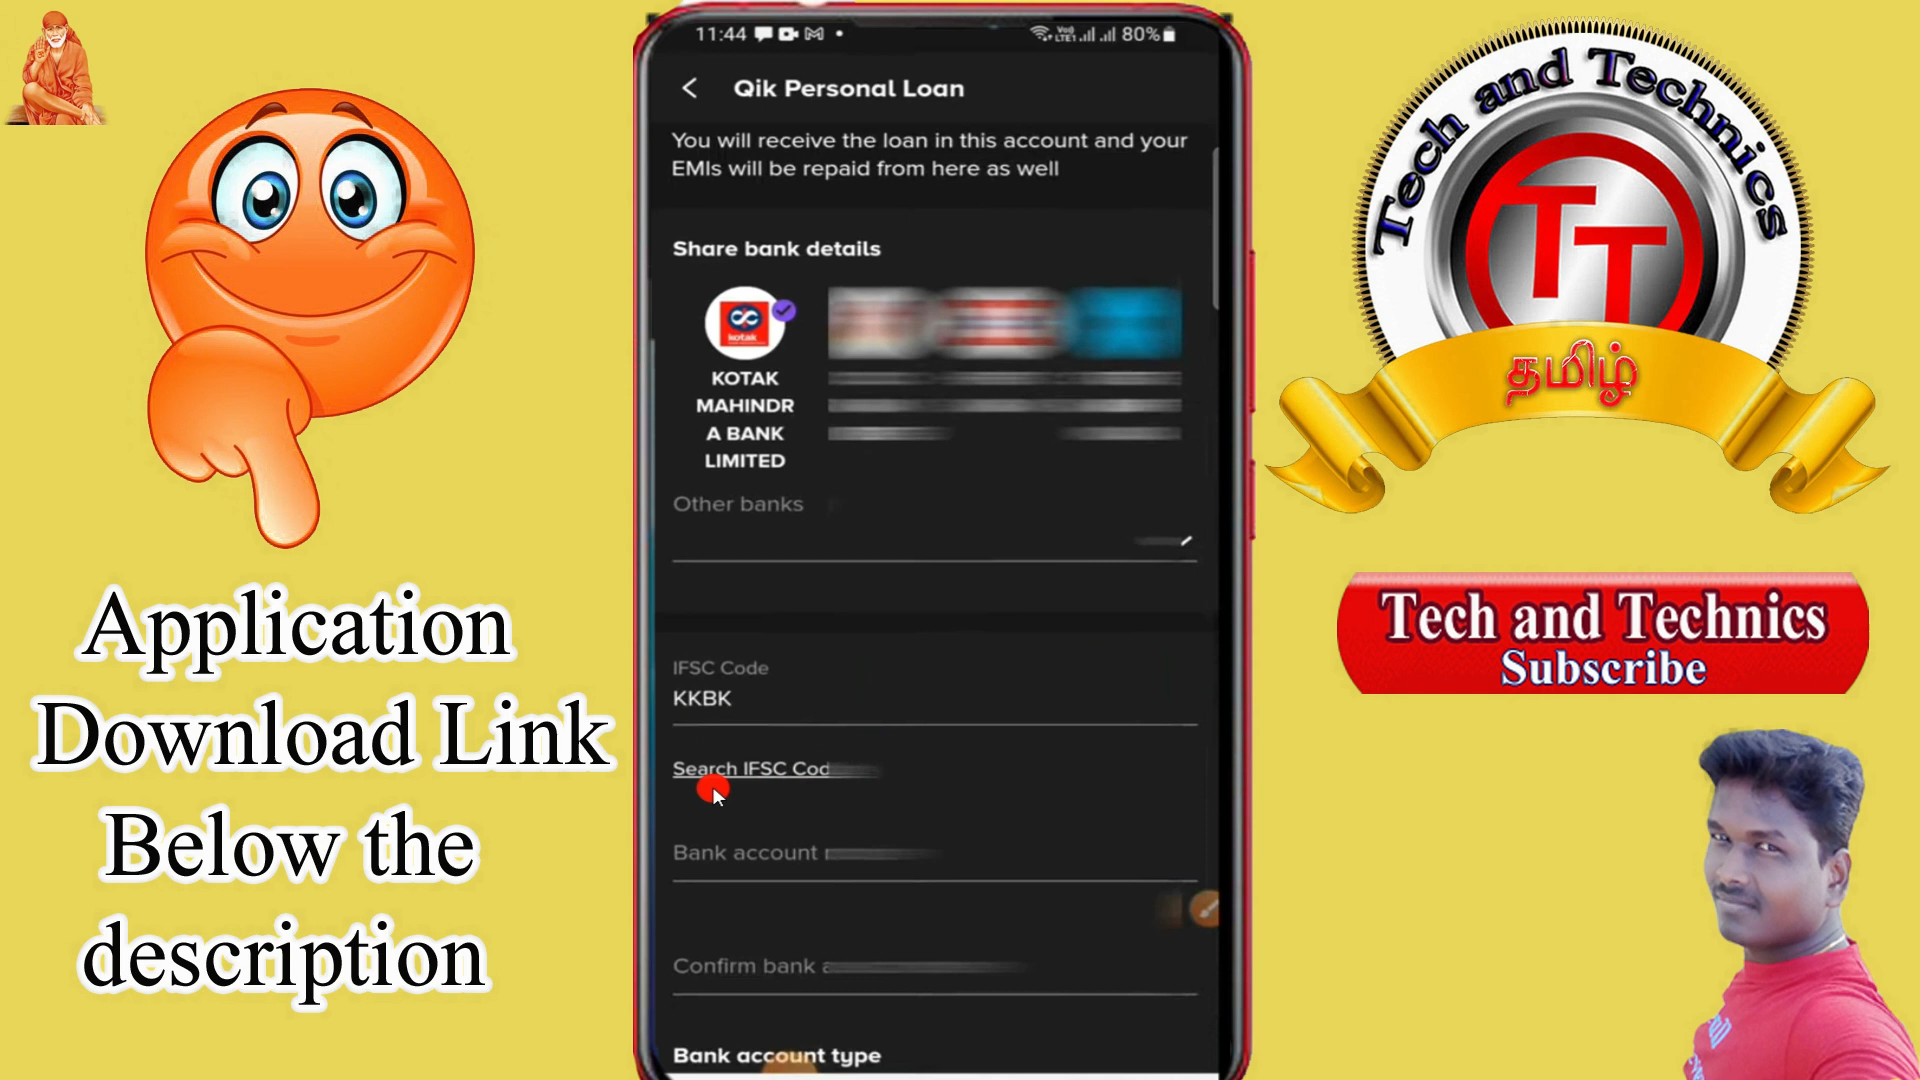 11:44
Vo)
LTE1
80%
Qik Personal Loan
You will receive the loan in this account and your
EMIs will be repaid from here as well
Share bank details
kotak
KOTAK
MAHINDR
A BANK
LIMITED
Other banks
IFSC Code
KKBK
Search IFSC Cod
Bank account
Confirm bank
Bank account type
Application
Download Link
Below the
description
Tech and Technics
TT
தமிழ்
Tech and Technics
Subscribe